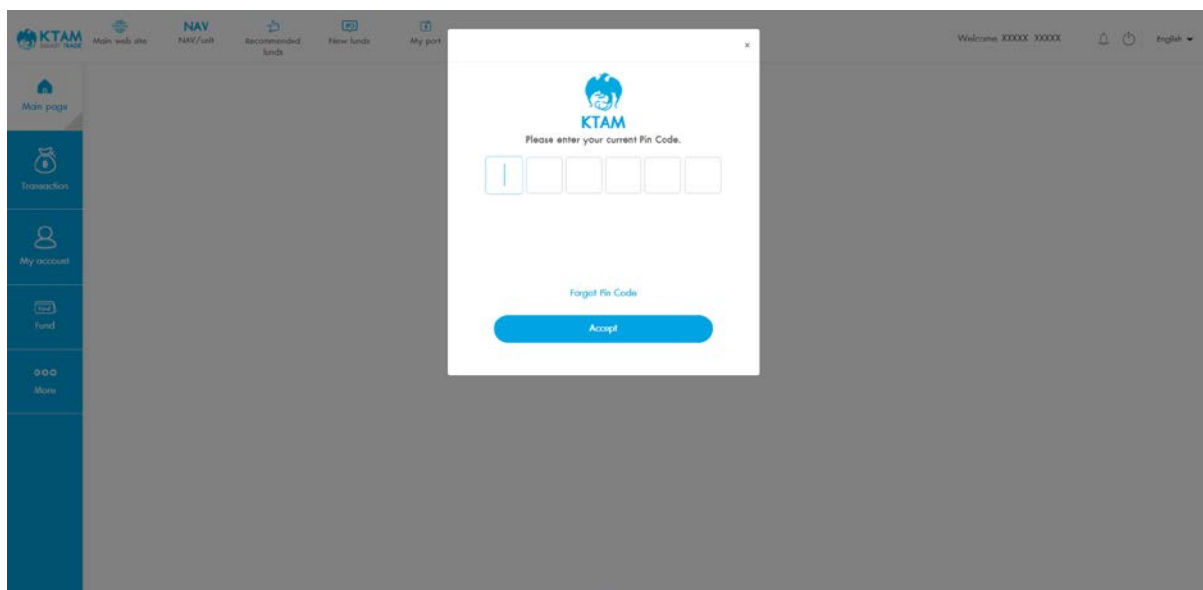 KTAM
SMART TRADE
Main web site
NAV
NAV/unit
Recommended
funds
New funds
My port
Welcome XXXXX XXXXX
English
Main page
Transaction
My account
Fund
More
×
KTAM
Please enter your current Pin Code.
Forgot Pin Code
Accept